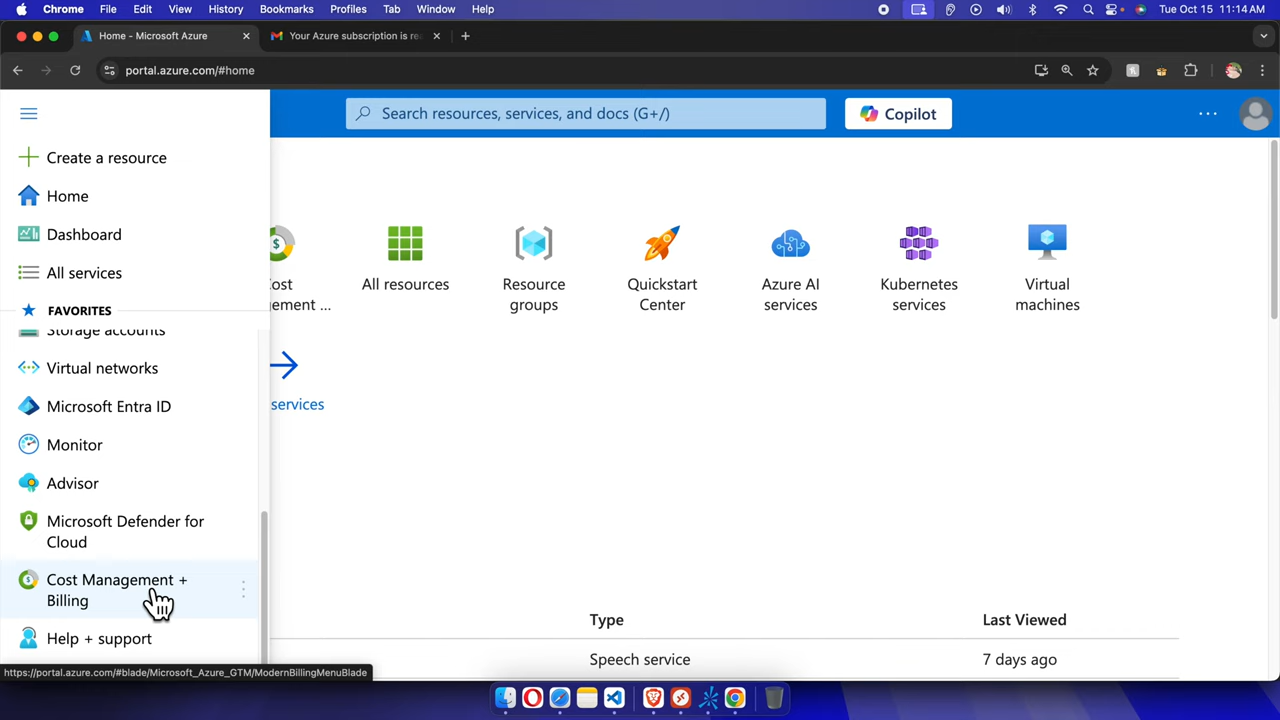 Chrome File Edit View History Bookmarks Profiles Tab Window Help Tue Oct 15 11:14 AM
Home - Microsoft Azure
Your Azure subscription is re
portal.azure.com/#home
Search resources, services, and docs (G+/)
Copilot
Create a resource
Home
Dashboard
All services
FAVORITES
Storage accounts
Virtual networks
Microsoft Entra ID
Monitor
Advisor
Microsoft Defender for
Cloud
Cost Management +
Billing
Help + support
ost
gement ...
All resources
Resource
groups
Quickstart
Center
Azure AI
services
Kubernetes
services
Virtual
machines
services
Type Last Viewed
Speech service 7 days ago
https://portal.azure.com/#blade/Microsoft_Azure_GTM/ModernBillingMenuBlade